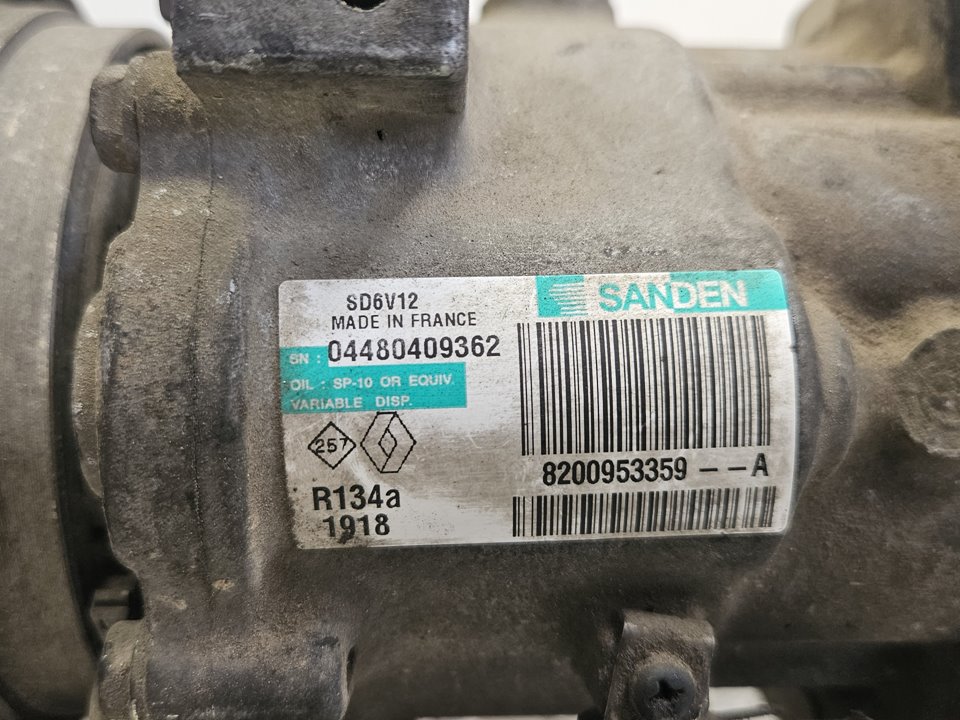 SD6V12
MADE IN FRANCE
SANDEN
SN : 04480409362
OIL : SP-10 OR EQUIV.
VARIABLE DISP.
257
8200953359 - - A
R134a
1918